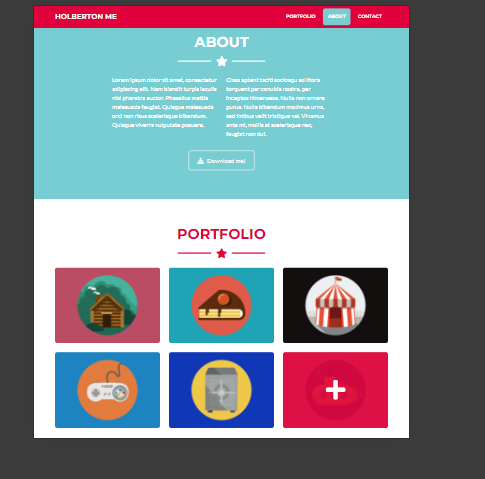 HOLBERTON ME
PORTFOLIO ABOUT CONTACT
ABOUT
Lorem ipsum dolor sit amet, consectetur
adipiscing elit. Nam blandit turpis iaculis
nisl pharetra auctor. Phasellus mattis
malesuada feugiat. Quisque malesuada
orci non risus scelerisque bibendum.
Quisque viverra vulputate posuere.
Class aptent taciti sociosqu ad litora
torquent per conubia nostra, per
inceptos himenaeos. Nulla non ornare
purus. Nulla bibendum maximus urna,
sed finibus velit tristique vel. Vivamus
ante mi, mollis at scelerisque nec,
feugiat non dui.
Download me!
PORTFOLIO